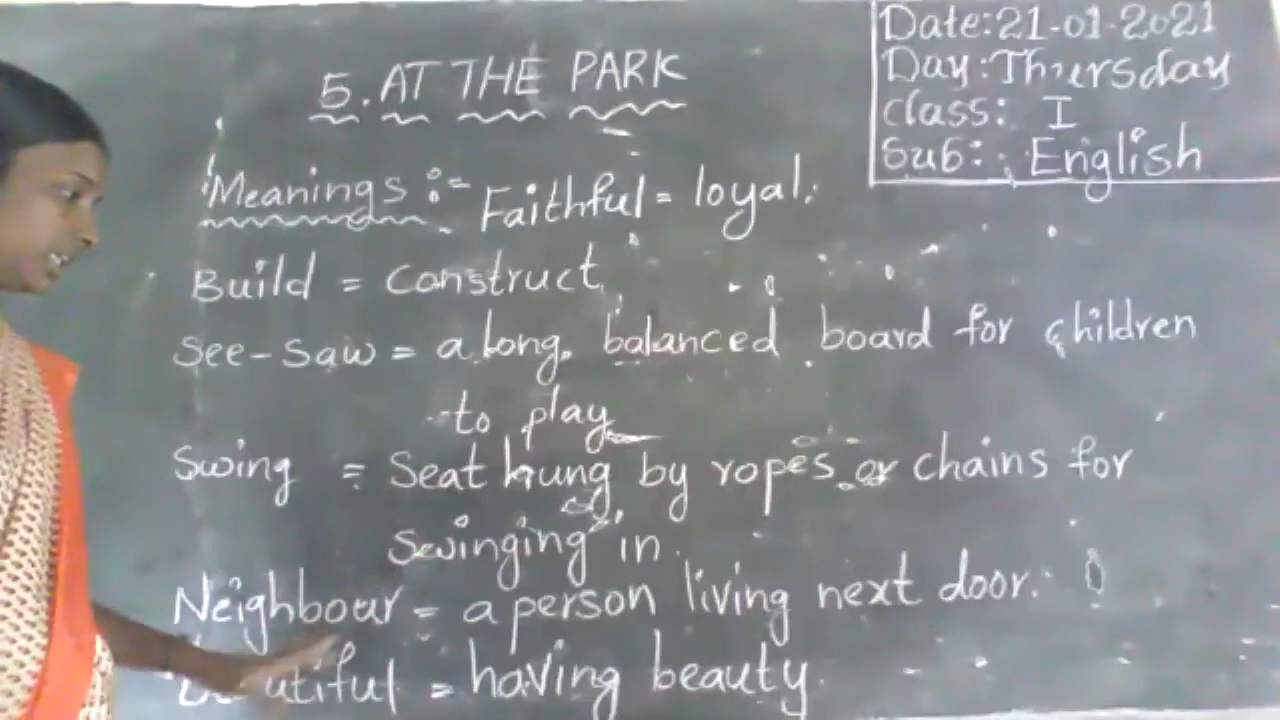 Date:21-01-2021
Day:Thursday
Class: I
Sub: English
5. AT THE PARK
Meanings := Faithful = loyal.
Build = Construct
See-Saw = a long balanced board for children
to play
Swing = Seat hung by ropes or chains for
Swinging in.
Neighbour = a person living next door.
= having beauty